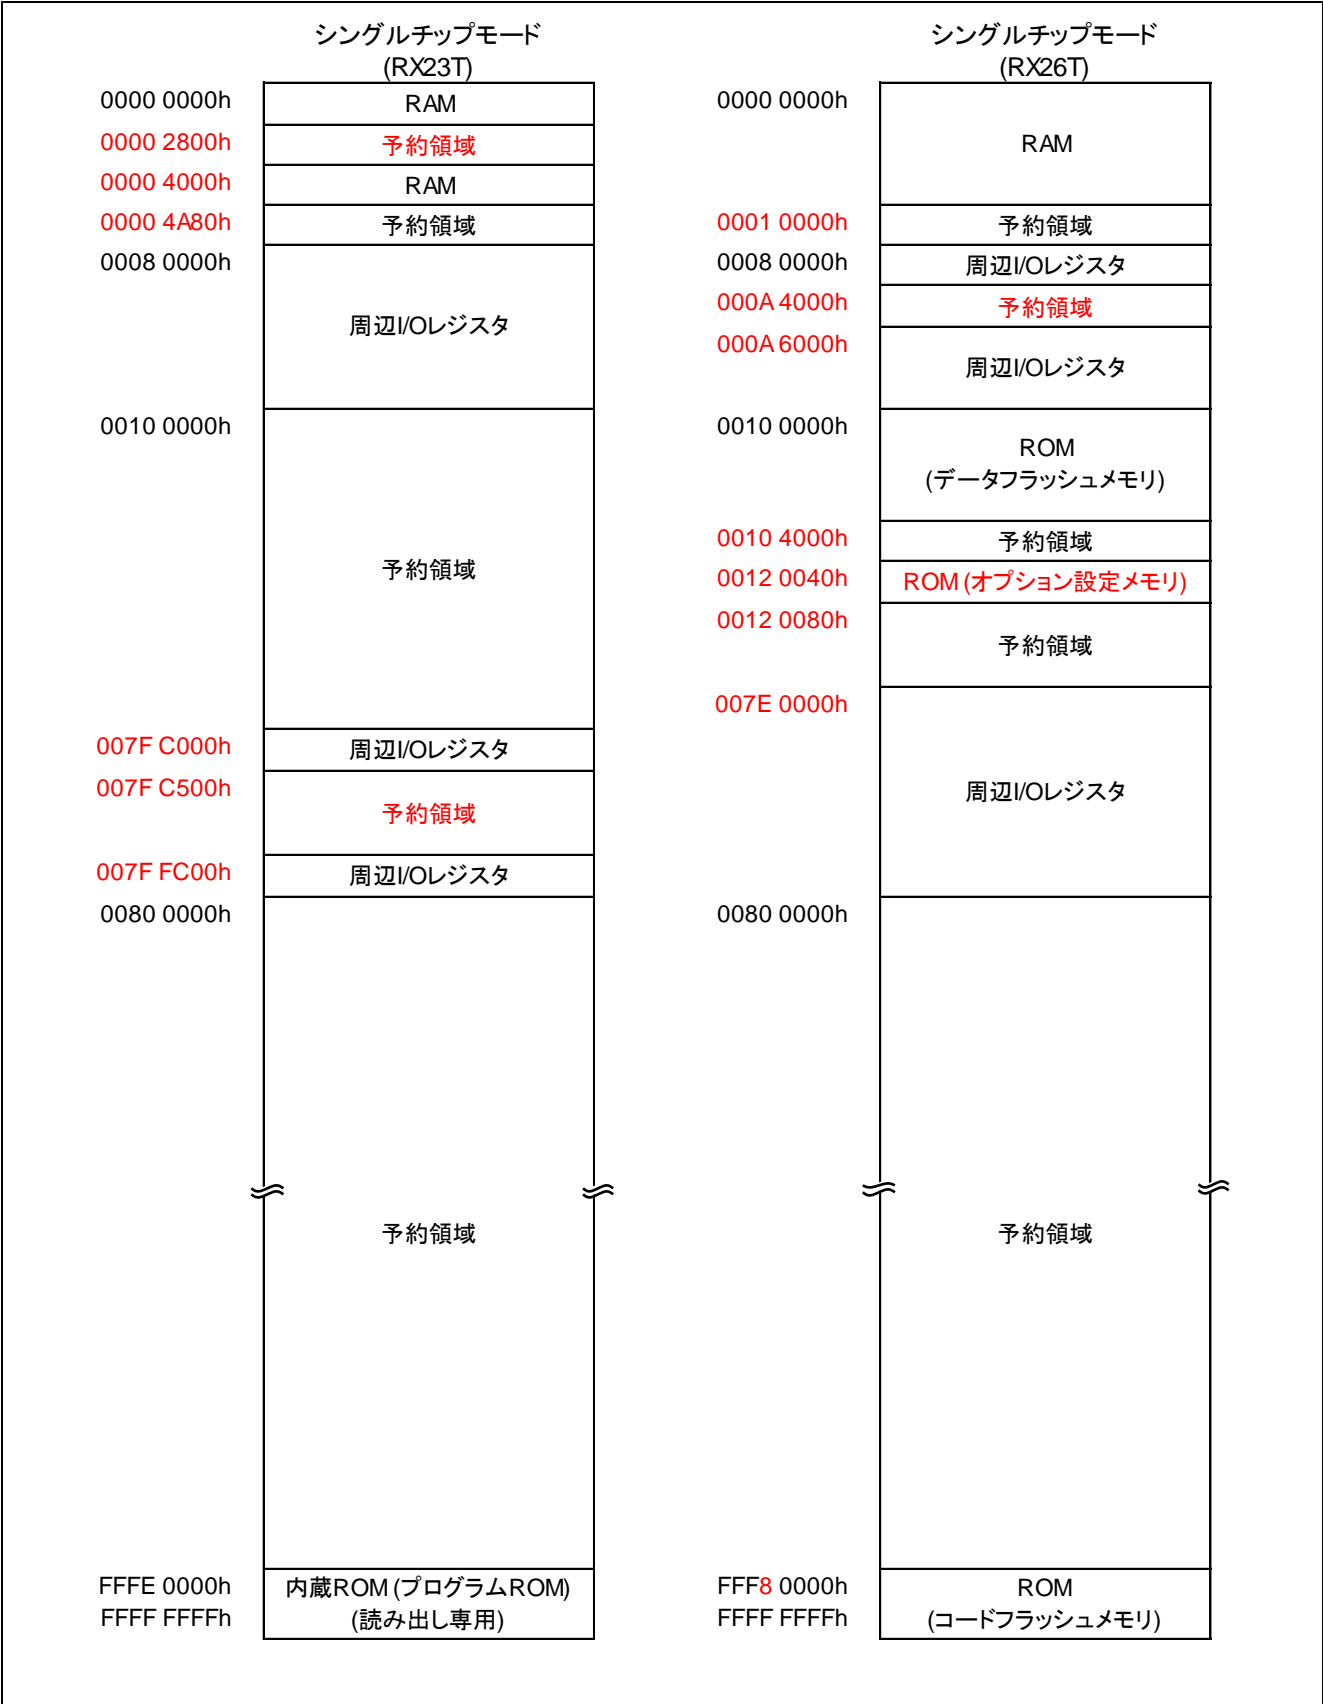 シングルチップモード
(RX23T)
0000 0000h
RAM
0000 2800h
予約領域
0000 4000h
RAM
0000 4A80h
予約領域
0008 0000h
周辺I/Oレジスタ
0010 0000h
予約領域
007F C000h
周辺I/Oレジスタ
007F C500h
予約領域
007F FC00h
周辺I/Oレジスタ
0080 0000h
予約領域
FFFE 0000h
内蔵ROM (プログラムROM)
FFFF FFFFh
(読み出し専用)
シングルチップモード
(RX26T)
0000 0000h
RAM
0001 0000h
予約領域
0008 0000h
周辺I/Oレジスタ
000A 4000h
予約領域
000A 6000h
周辺I/Oレジスタ
0010 0000h
ROM
(データフラッシュメモリ)
0010 4000h
予約領域
0012 0040h
ROM (オプション設定メモリ)
0012 0080h
予約領域
007E 0000h
周辺I/Oレジスタ
0080 0000h
予約領域
FFF8 0000h
ROM
FFFF FFFFh
(コードフラッシュメモリ)